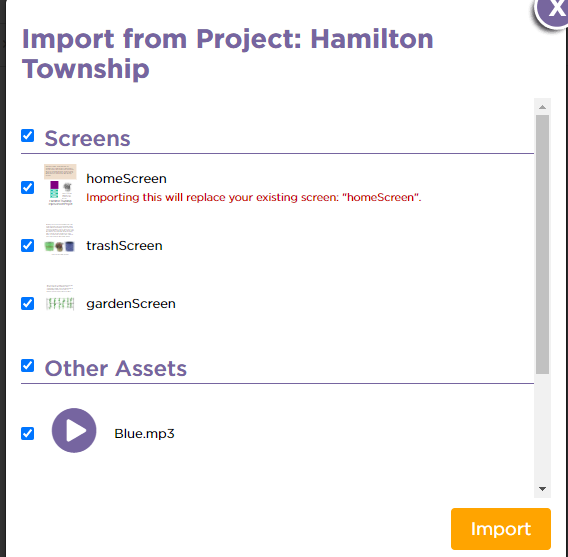 X
Import from Project: Hamilton
Township
Screens
homeScreen
Importing this will replace your existing screen: "homeScreen".
trashScreen
gardenScreen
Other Assets
Blue.mp3
Import